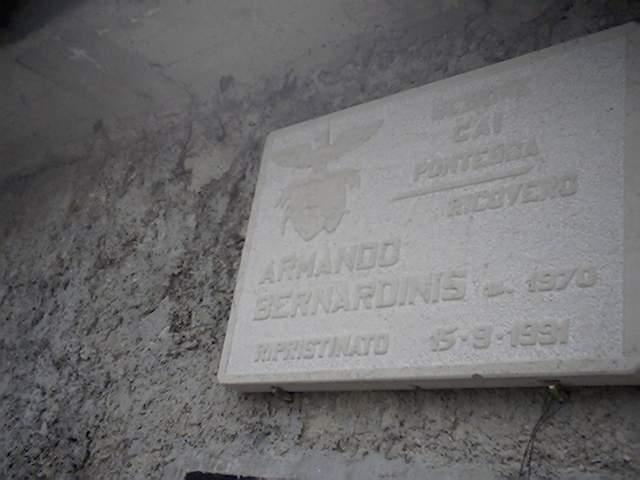 SEZIONE
CAI
PONTEBBA
RICOVERO
ARMANDO
BERNARDINIS 1970
RIPRISTINATO 15-9-1991